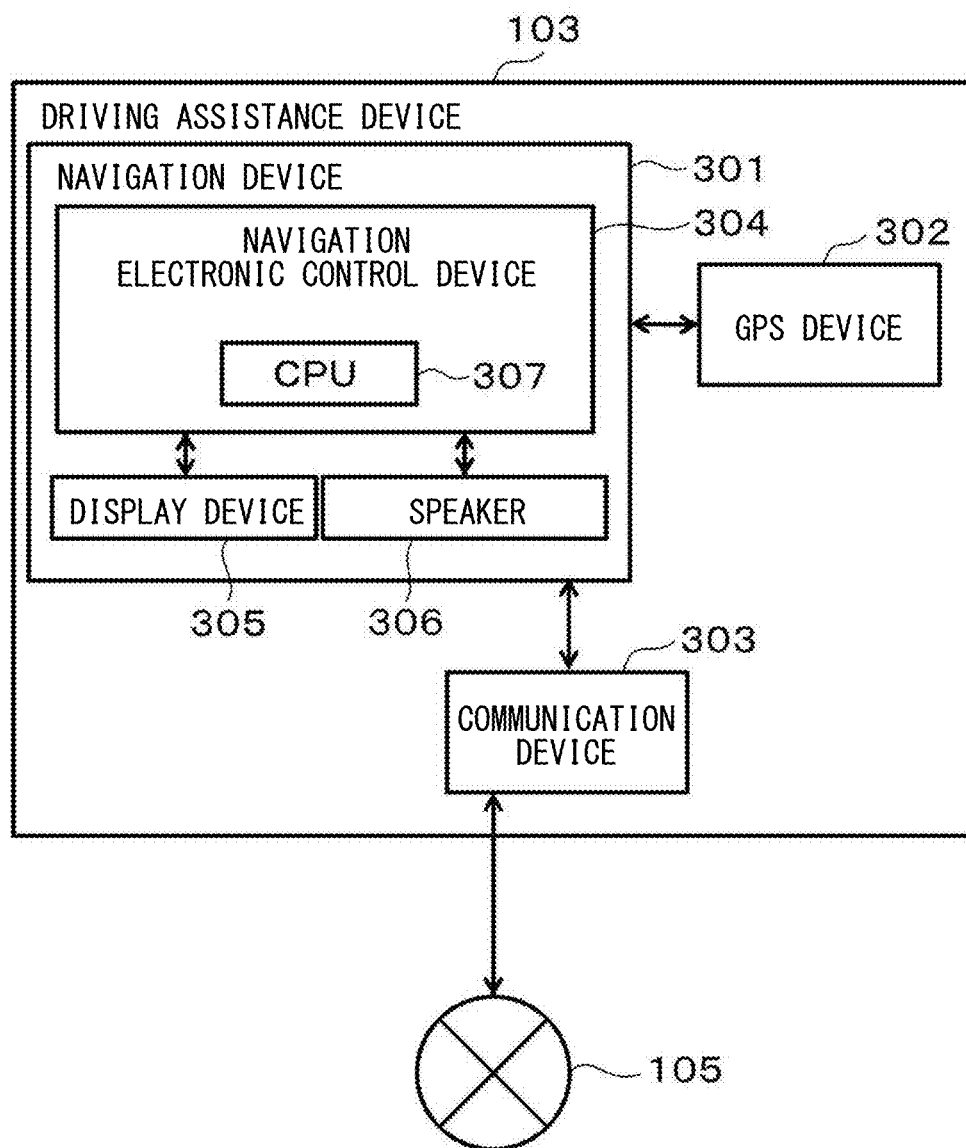 103
DRIVING ASSISTANCE DEVICE
NAVIGATION DEVICE
301
NAVIGATION
ELECTRONIC CONTROL DEVICE
304
302
GPS DEVICE
CPU
307
DISPLAY DEVICE
SPEAKER
305
306
303
COMMUNICATION
DEVICE
105